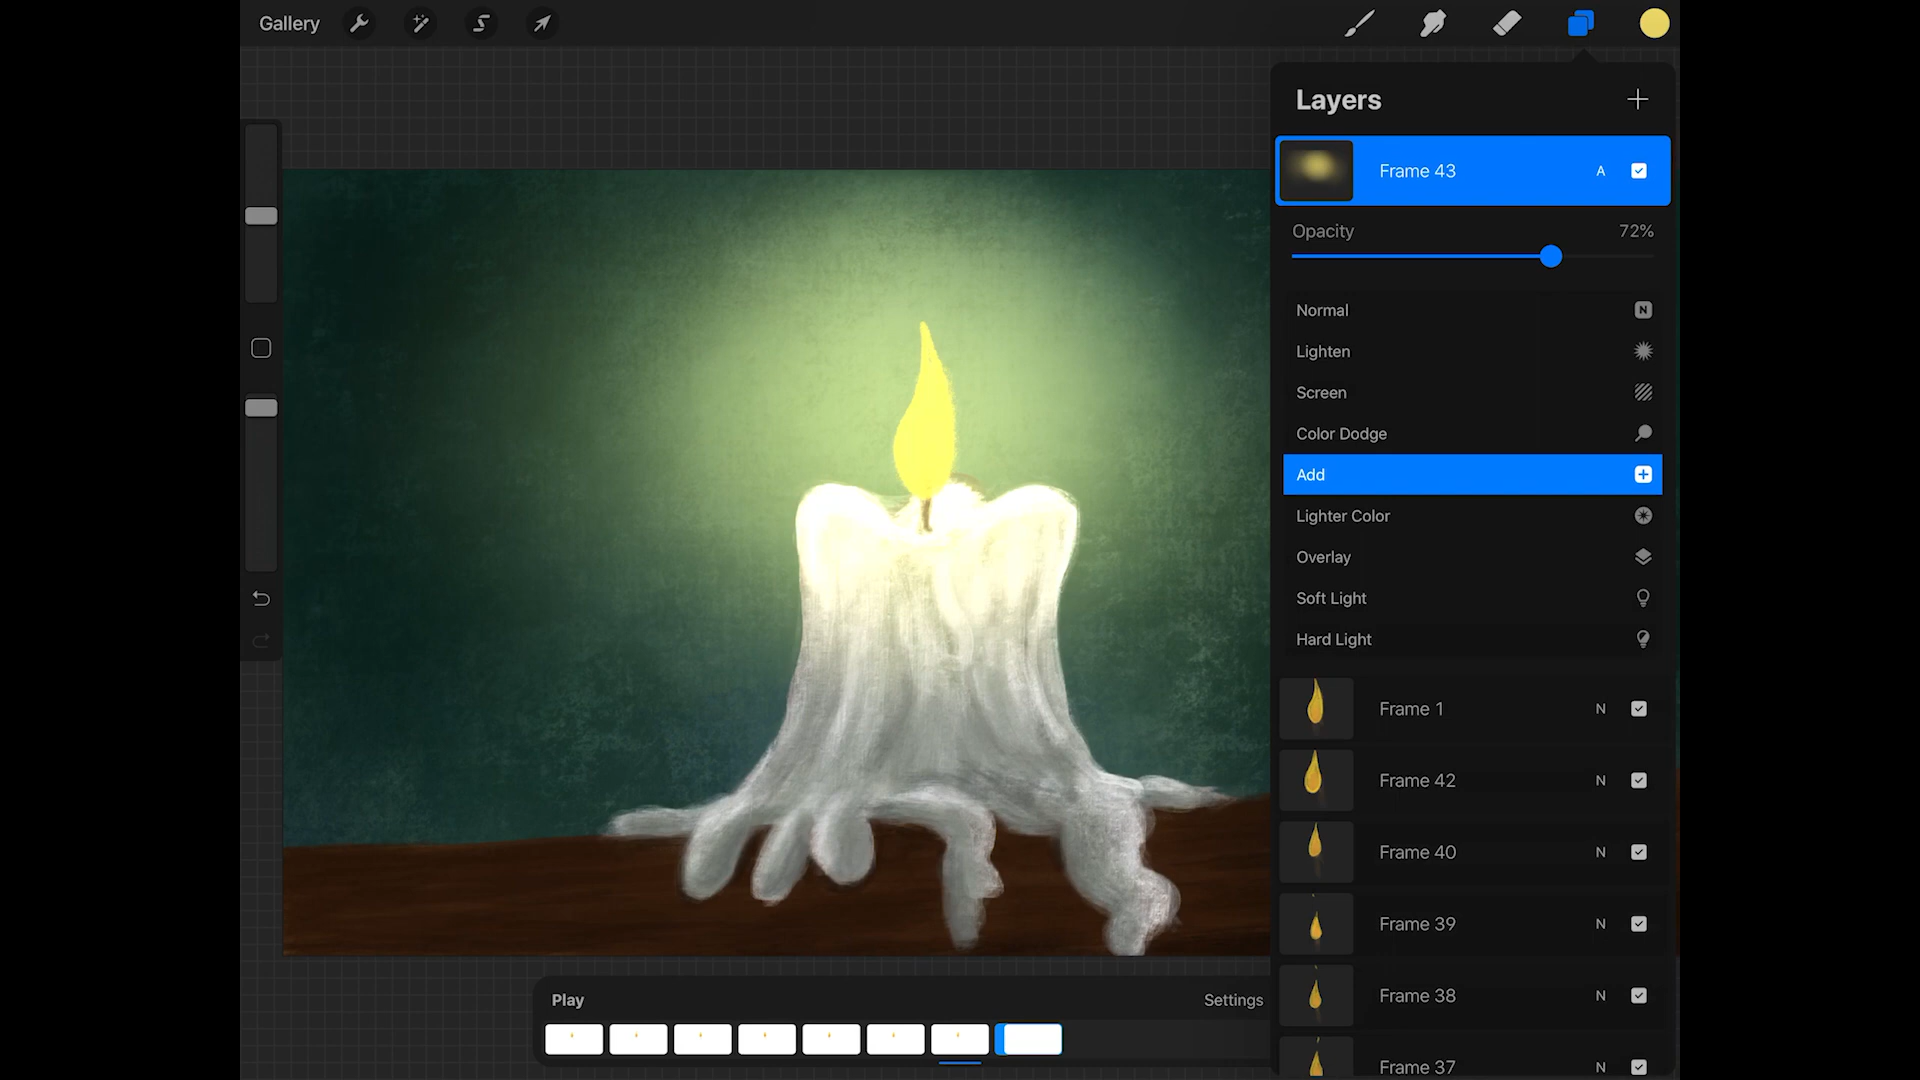 Gallery
Layers
Frame 43 A
Opacity 72%
Normal N
Lighten
Screen
Color Dodge
Add
Lighter Color
Overlay
Soft Light
Hard Light
Frame 1 N
Frame 42 N
Frame 40 N
Frame 39 N
Frame 38 N
Frame 37 N
Play Settings